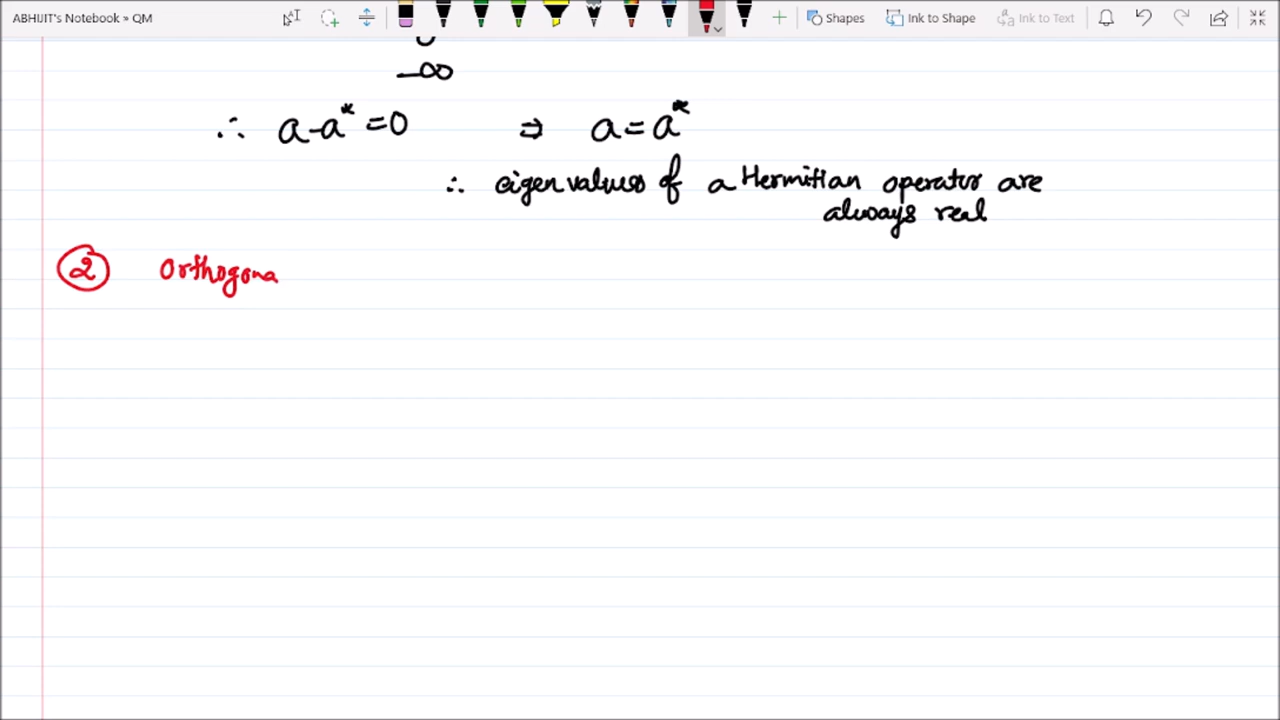 ABHIJIT's Notebook » QM
Shapes
Ink to Shape
Ink to Text
-∞
∴ a-a* =0 ⇒ a=a*
∴ eigenvalues of a Hermitian operator are
always real
② Orthogona